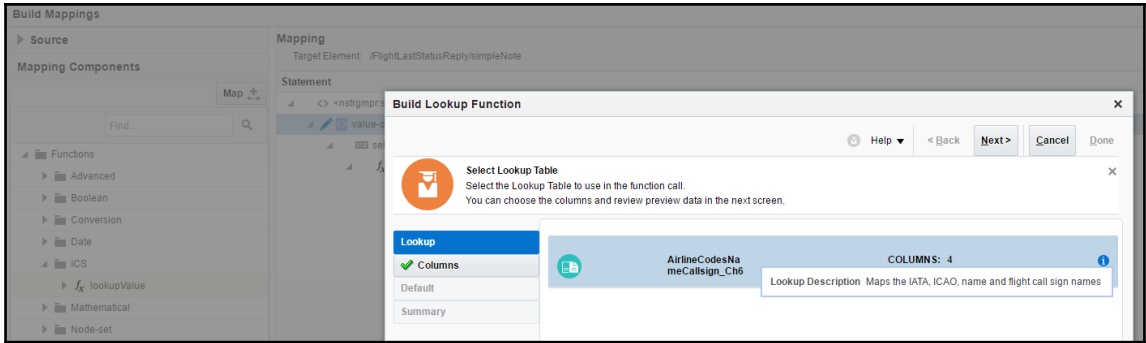 Build Mappings
Source
Mapping Components
Map
Find...
Functions
Advanced
Boolean
Conversion
Date
ICS
fx lookupValue
Mathematical
Node-set
Mapping
Target Element: /FlightLastStatusReply/simpleNote
Statement
<> <nstrgmpr:s
value-o
sel
Build Lookup Function
Help
< Back
Next >
Cancel
Done
Select Lookup Table
Select the Lookup Table to use in the function call.
You can choose the columns and review preview data in the next screen.
Lookup
Columns
Default
Summary
AirlineCodesNa
meCallsign_Ch6
COLUMNS: 4
Lookup Description Maps the IATA, ICAO, name and flight call sign names